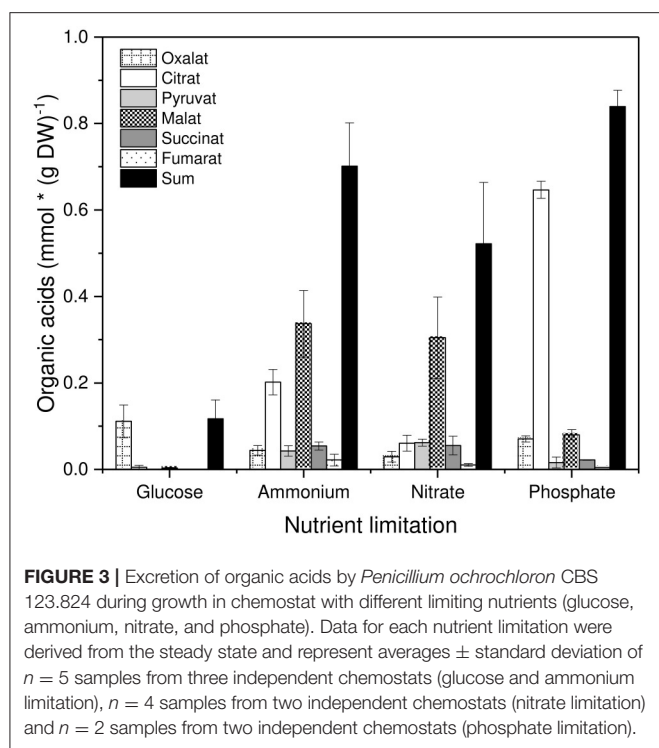 1.0
0.8
0.6
0.4
0.2
0.0
Organic acids (mmol * (g DW)-1)
Oxalat
Citrat
Pyruvat
Malat
Succinat
Fumarat
Sum
Glucose Ammonium Nitrate Phosphate
Nutrient limitation
FIGURE 3 | Excretion of organic acids by Penicillium ochrochloron CBS
123.824 during growth in chemostat with different limiting nutrients (glucose,
ammonium, nitrate, and phosphate). Data for each nutrient limitation were
derived from the steady state and represent averages ± standard deviation of
n = 5 samples from three independent chemostats (glucose and ammonium
limitation), n = 4 samples from two independent chemostats (nitrate limitation)
and n = 2 samples from two independent chemostats (phosphate limitation).